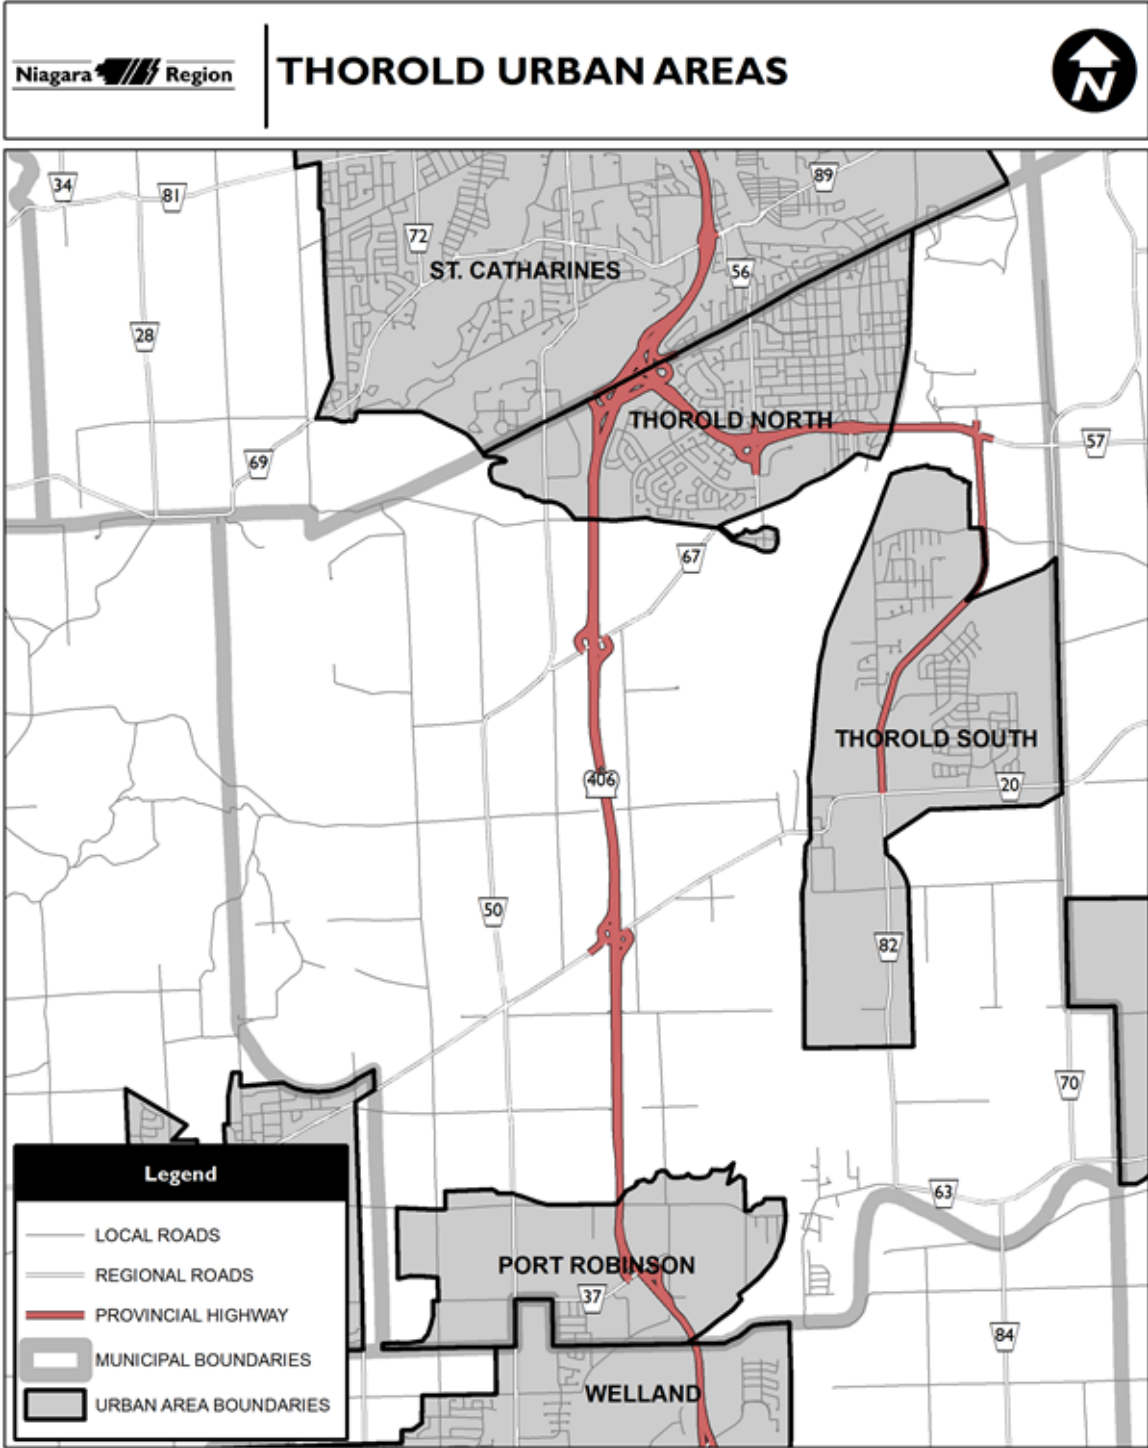 Niagara Region
THOROLD URBAN AREAS
N
34
81
89
72
ST. CATHARINES
56
28
THOROLD NORTH
57
69
67
THOROLD SOUTH
406
20
50
82
70
63
PORT ROBINSON
37
84
WELLAND
Legend
LOCAL ROADS
REGIONAL ROADS
PROVINCIAL HIGHWAY
MUNICIPAL BOUNDARIES
URBAN AREA BOUNDARIES